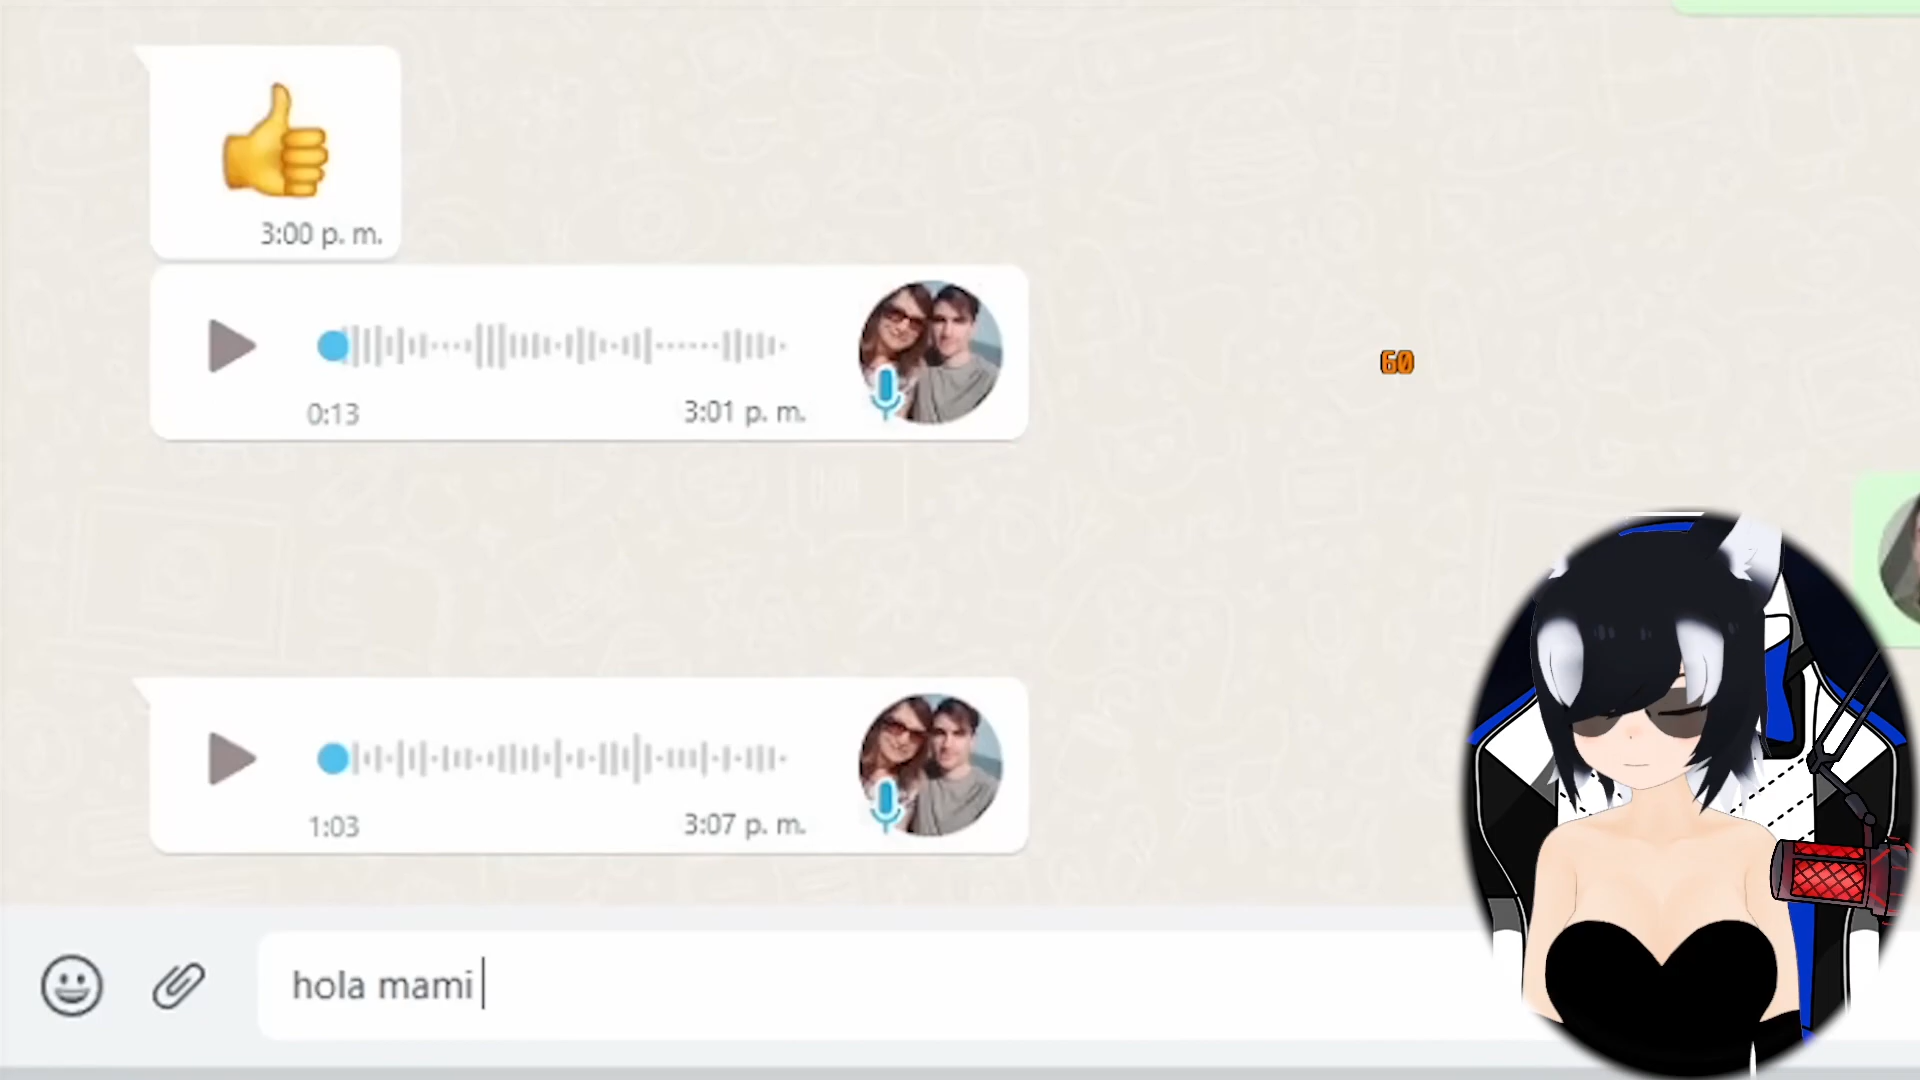 3:00 p. m.
0:13
3:01 p. m.
60
1:03
3:07 p. m.
hola mami